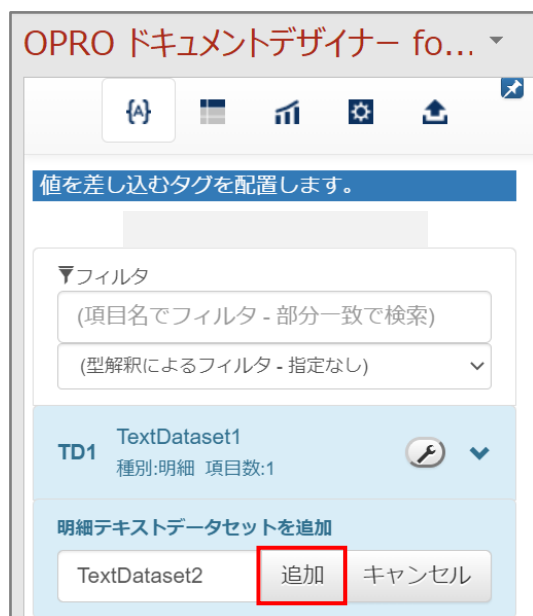 OPRO ドキュメントデザイナー fo...
{A}
値を差し込むタグを配置します。
フィルタ
(項目名でフィルタ - 部分一致で検索)
(型解釈によるフィルタ - 指定なし)
TD1
TextDataset1
種別:明細 項目数:1
明細テキストデータセットを追加
TextDataset2 追加 キャンセル